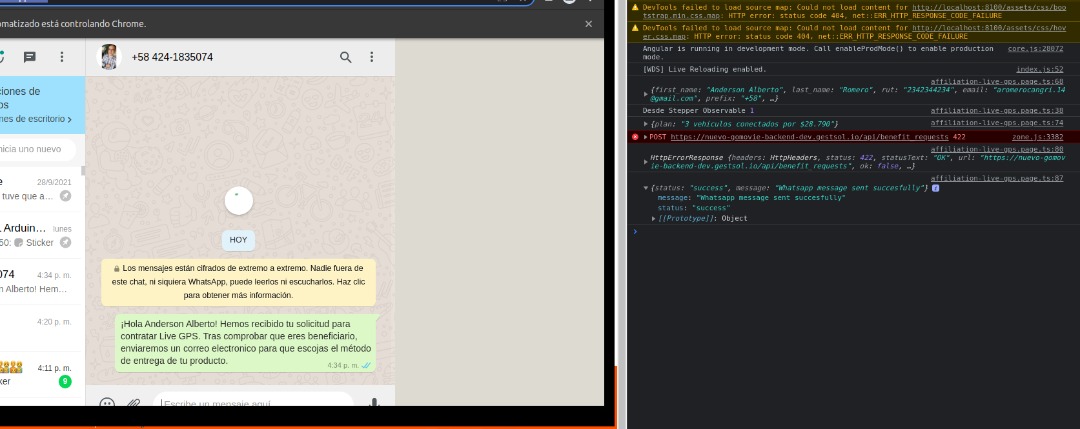 omatizado está controlando Chrome.
+58 424-1835074
ciones de
os
nes de escritorio
nicia uno nuevo
e 28/9/2021
tuve que a…
. Arduin… lunes
50: Sticker
074 4:34 p. m.
n Alberto! Hem…
4:20 p. m.
4:11 p. m.
ker 9
HOY
Los mensajes están cifrados de extremo a extremo. Nadie fuera de
este chat, ni siquiera WhatsApp, puede leerlos ni escucharlos. Haz clic
para obtener más información.
¡Hola Anderson Alberto! Hemos recibido tu solicitud para
contratar Live GPS. Tras comprobar que eres beneficiario,
enviaremos un correo electronico para que escojas el método
de entrega de tu producto.
4:34 p. m.
Escribe un mensaje aquí
DevTools failed to load source map: Could not load content for http://localhost:8100/assets/css/boo
tstrap.min.css.map: HTTP error: status code 404, net::ERR_HTTP_RESPONSE_CODE_FAILURE
DevTools failed to load source map: Could not load content for http://localhost:8100/assets/css/hov
er.css.map: HTTP error: status code 404, net::ERR_HTTP_RESPONSE_CODE_FAILURE
Angular is running in development mode. Call enableProdMode() to enable production core.js:28072
mode.
[WDS] Live Reloading enabled. index.js:52
affiliation-live-gps.page.ts:68
{first_name: "Anderson Alberto", last_name: "Romero", rut: "2342344234", email: "aromerocangri.14
@gmail.com", prefix: "+58", …}
Desde Stepper Observable 1 affiliation-live-gps.page.ts:38
affiliation-live-gps.page.ts:74
{plan: "3 vehículos conectados por $28.790"}
POST https://nuevo-gomovie-backend-dev.gestsol.io/api/benefit_requests 422 zone.js:3382
affiliation-live-gps.page.ts:80
HttpErrorResponse {headers: HttpHeaders, status: 422, statusText: "OK", url: "https://nuevo-gomov
ie-backend-dev.gestsol.io/api/benefit_requests", ok: false, …}
affiliation-live-gps.page.ts:87
{status: "success", message: "Whatsapp message sent succesfully"}
message: "Whatsapp message sent succesfully"
status: "success"
[[Prototype]]: Object